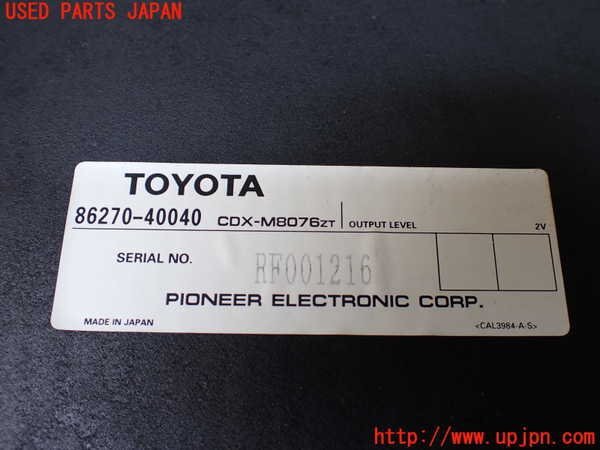 USED PARTS JAPAN
TOYOTA
86270-40040 CDX-M8076ZT OUTPUT LEVEL 2V
SERIAL NO. RF001216
PIONEER ELECTRONIC CORP.
MADE IN JAPAN <CAL3984-A-S>
http://www.upjpn.com/